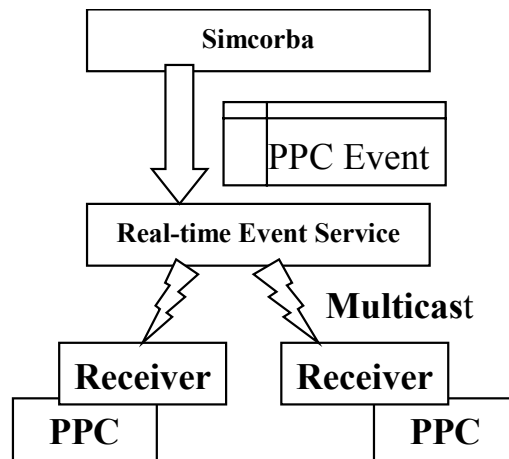 Simcorba
PPC Event
Real-time Event Service
Multicast
Receiver
Receiver
PPC
PPC